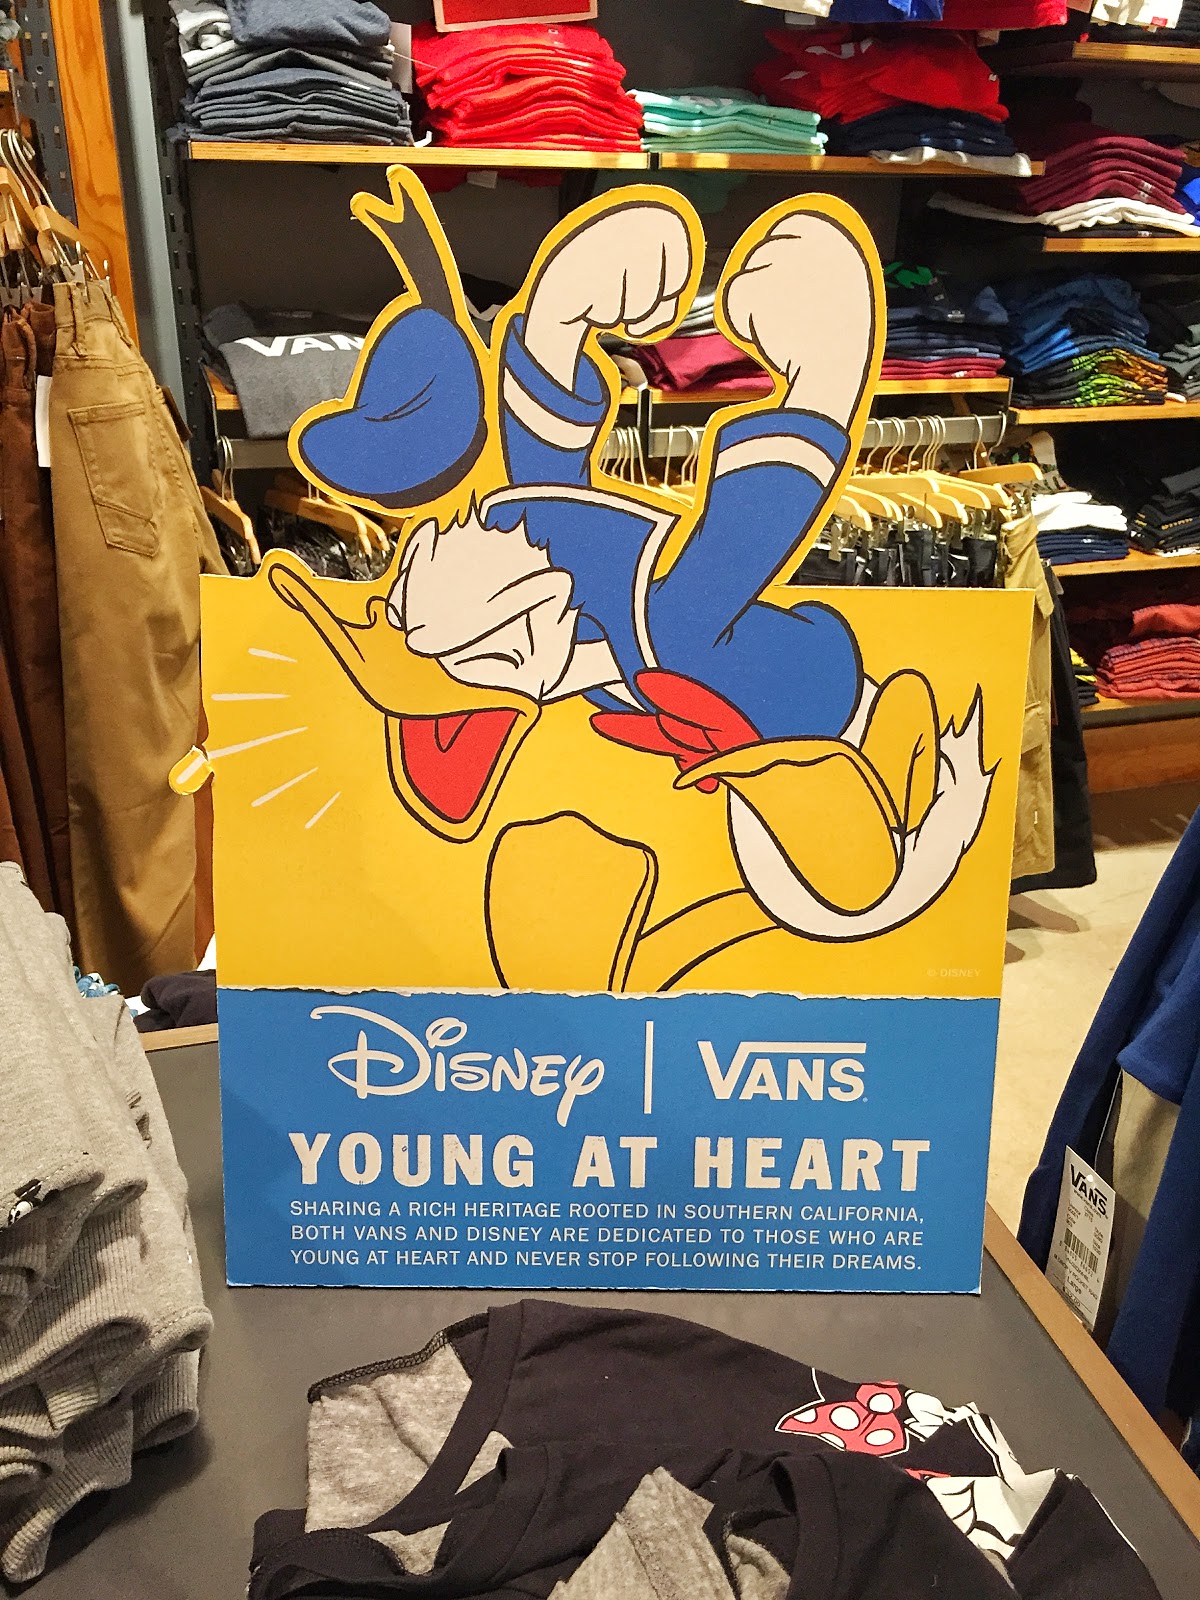 VAN
© DISNEY
Disney | VANS
YOUNG AT HEART
SHARING A RICH HERITAGE ROOTED IN SOUTHERN CALIFORNIA,
BOTH VANS AND DISNEY ARE DEDICATED TO THOSE WHO ARE
YOUNG AT HEART AND NEVER STOP FOLLOWING THEIR DREAMS.
VANS